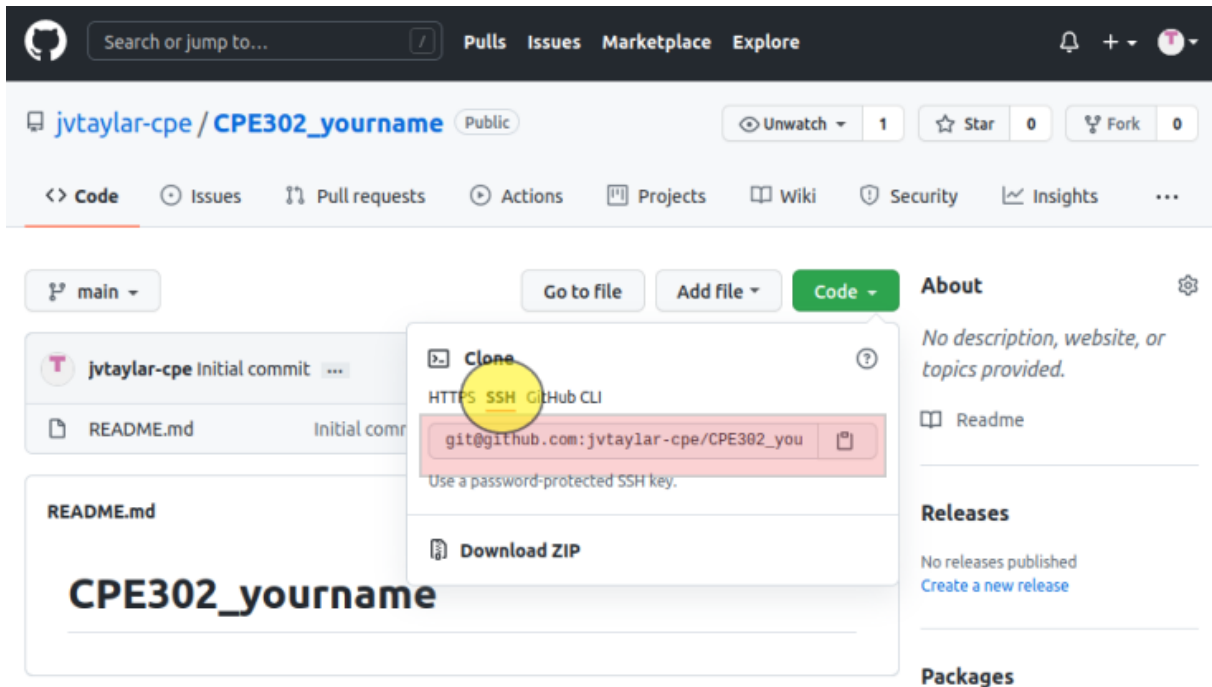 Search or jump to... / Pulls Issues Marketplace Explore
jvtaylar-cpe / CPE302_yourname Public Unwatch 1 Star 0 Fork 0
Code Issues Pull requests Actions Projects Wiki Security Insights ...
main Go to file Add file Code About
No description, website, or
topics provided.
Readme
jvtaylar-cpe Initial commit ...
README.md Initial comm
Clone
HTTPS SSH GitHub CLI
git@github.com:jvtaylar-cpe/CPE302_you
Use a password-protected SSH key.
Download ZIP
README.md
CPE302_yourname
Releases
No releases published
Create a new release
Packages